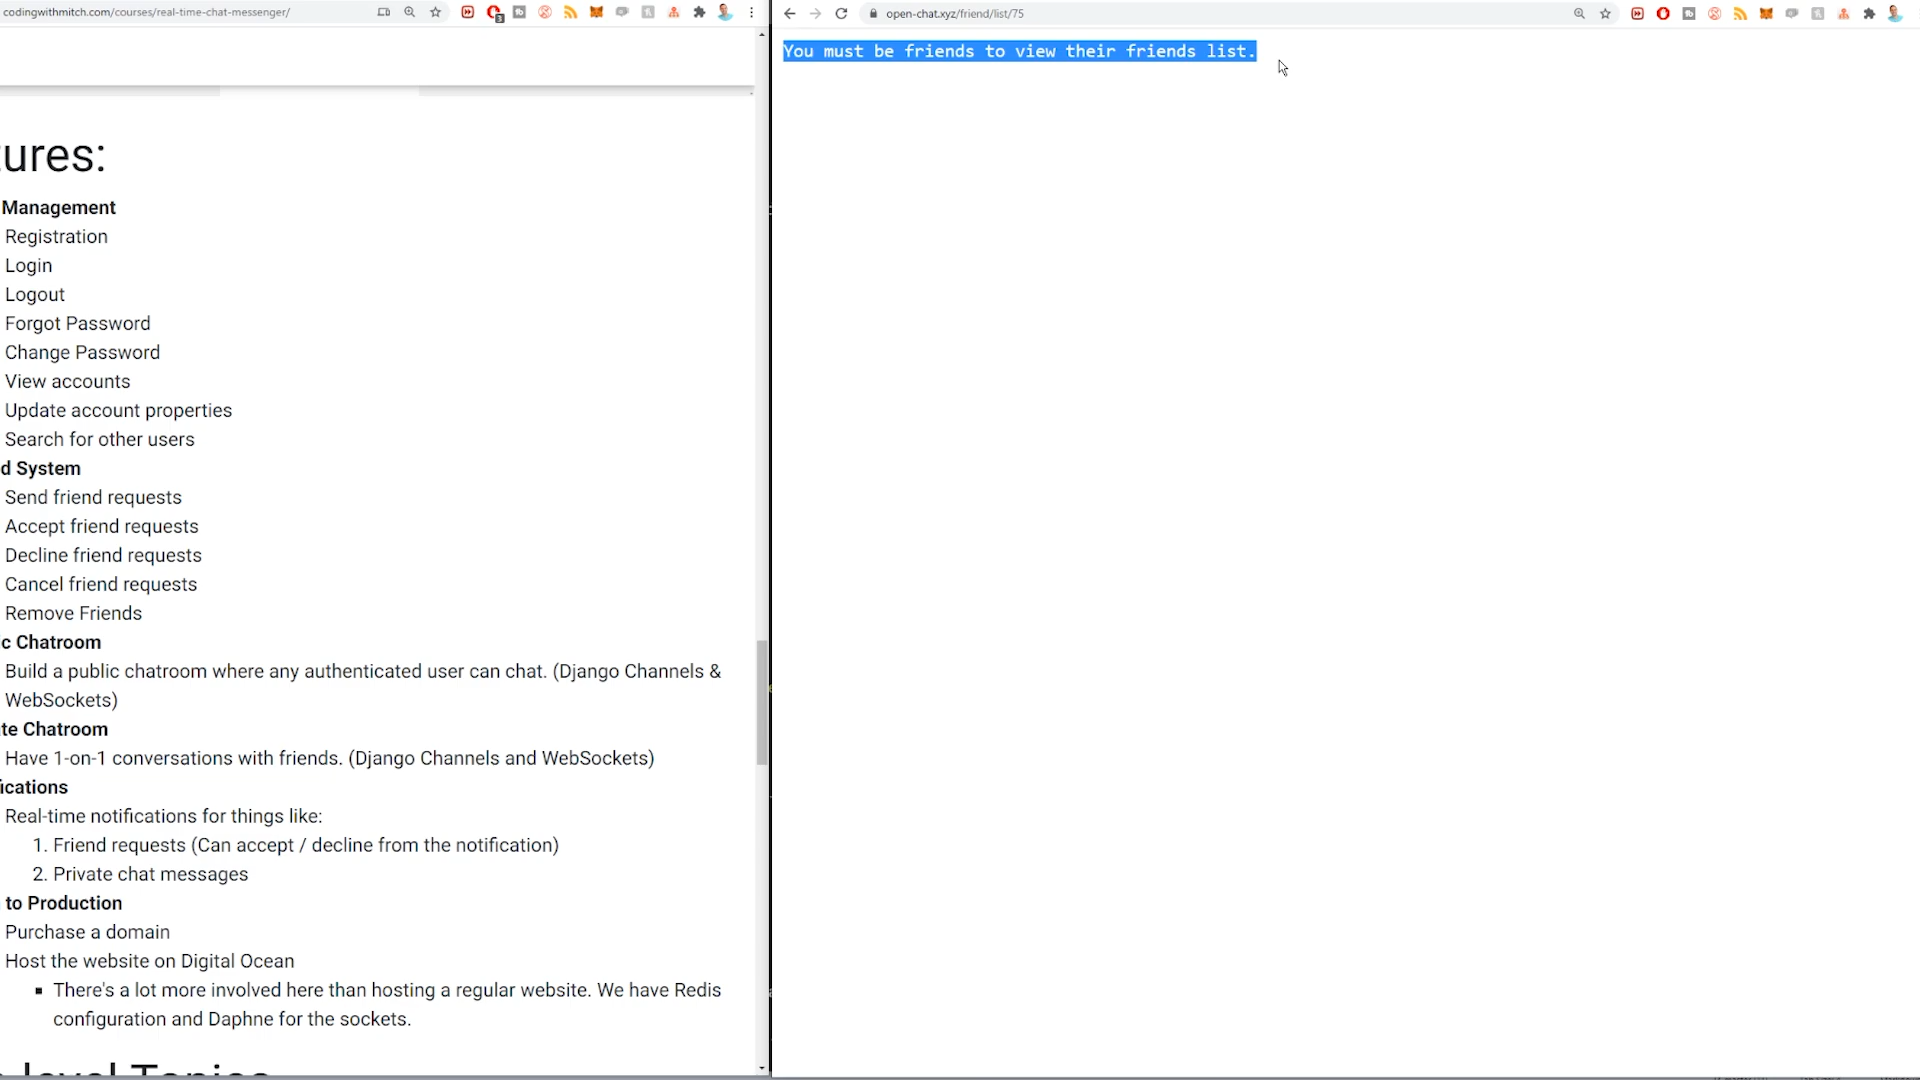 codingwithmitch.com/courses/real-time-chat-messenger/
3
tures:
Management
Registration
Login
Logout
Forgot Password
Change Password
View accounts
Update account properties
Search for other users
d System
Send friend requests
Accept friend requests
Decline friend requests
Cancel friend requests
Remove Friends
ic Chatroom
Build a public chatroom where any authenticated user can chat. (Django Channels &
WebSockets)
te Chatroom
Have 1-on-1 conversations with friends. (Django Channels and WebSockets)
ications
Real-time notifications for things like:
1. Friend requests (Can accept / decline from the notification)
2. Private chat messages
to Production
Purchase a domain
Host the website on Digital Ocean
▪ There's a lot more involved here than hosting a regular website. We have Redis
configuration and Daphne for the sockets.
level Topics
open-chat.xyz/friend/list/75
You must be friends to view their friends list.